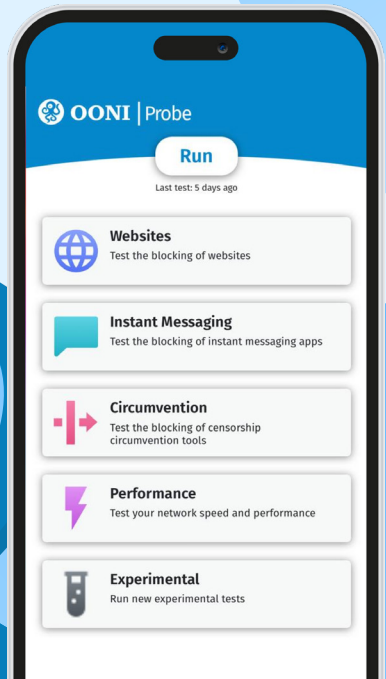 OONI | Probe
Run
Last test: 5 days ago
Websites
Test the blocking of websites
Instant Messaging
Test the blocking of instant messaging apps
Circumvention
Test the blocking of censorship
circumvention tools
Performance
Test your network speed and performance
Experimental
Run new experimental tests